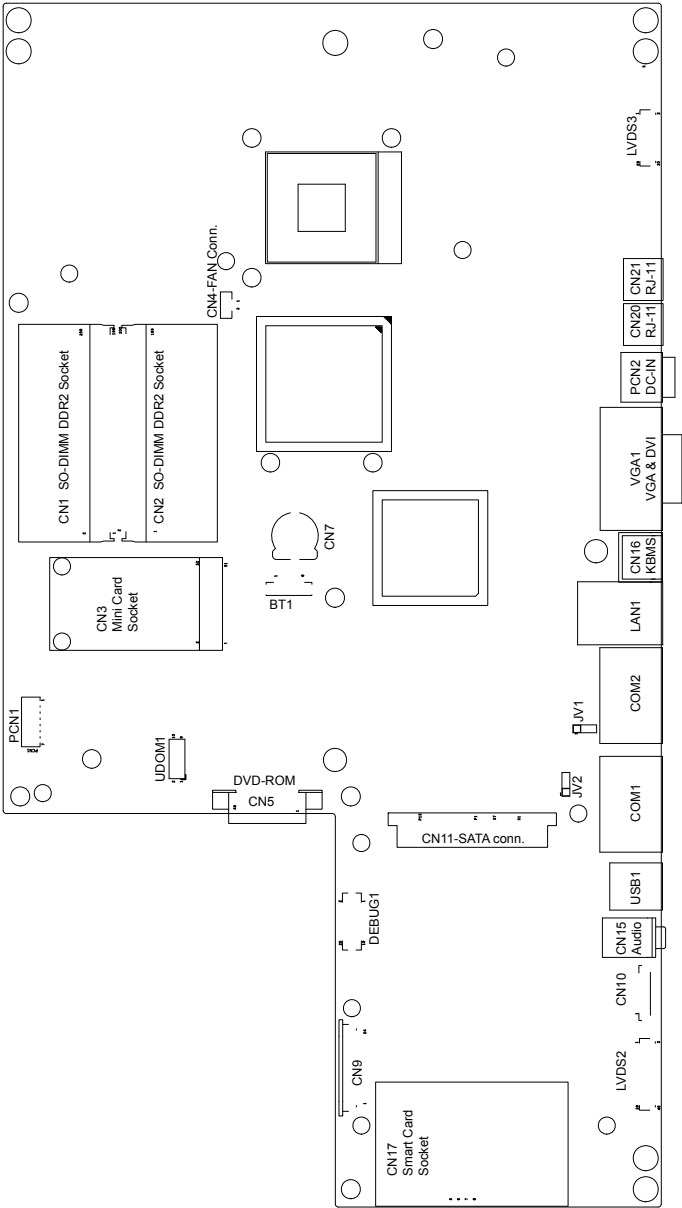 LVDS3
CN4-FAN Conn.
CN21
RJ-11
CN20
RJ-11
PCN2
DC-IN
CN1 SO-DIMM DDR2 Socket
CN2 SO-DIMM DDR2 Socket
VGA1
VGA & DVI
CN7
BT1
CN16
KBMS
CN3
Mini Card
Socket
LAN1
COM2
JV1
PCN1
UDOM1
DVD-ROM
CN5
JV2
COM1
CN11-SATA conn.
USB1
DEBUG1
CN15
Audio
CN10
CN9
LVDS2
CN17
Smart Card
Socket